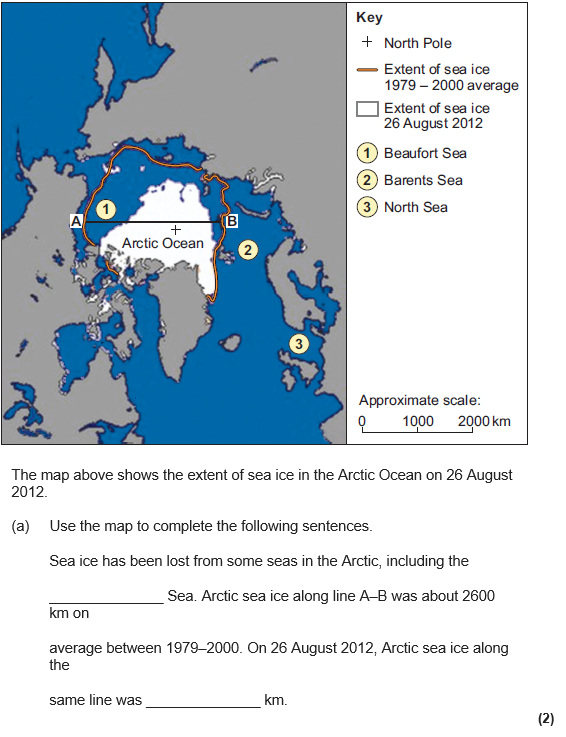 Key
North Pole
Extent of sea ice
1979 – 2000 average
Extent of sea ice
26 August 2012
1 Beaufort Sea
2 Barents Sea
3 North Sea
A
1
B
Arctic Ocean
2
3
Approximate scale:
0 1000 2000 km
The map above shows the extent of sea ice in the Arctic Ocean on 26 August
2012.
(a) Use the map to complete the following sentences.
Sea ice has been lost from some seas in the Arctic, including the
______________ Sea. Arctic sea ice along line A–B was about 2600
km on
average between 1979–2000. On 26 August 2012, Arctic sea ice along
the
same line was ______________ km.
(2)